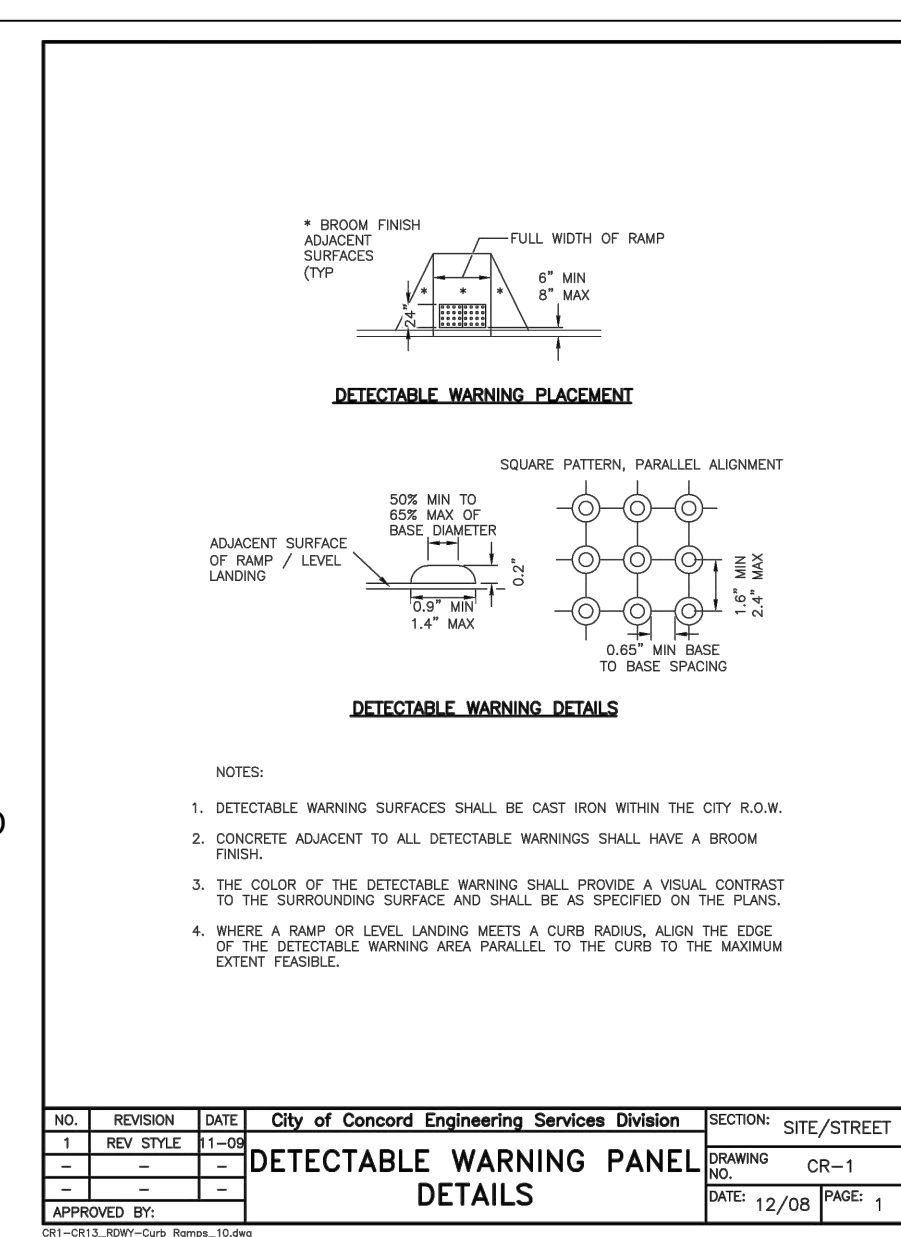 * BROOM FINISH
ADJACENT
SURFACES
(TYP
FULL WIDTH OF RAMP
6" MIN
8" MAX
* * *
24"
DETECTABLE WARNING PLACEMENT
SQUARE PATTERN, PARALLEL ALIGNMENT
50% MIN TO
65% MAX OF
BASE DIAMETER
ADJACENT SURFACE
OF RAMP / LEVEL
LANDING
0.2"
0.9" MIN
1.4" MAX
1.6" MIN
2.4" MAX
0.65" MIN BASE
TO BASE SPACING
DETECTABLE WARNING DETAILS
NOTES:
1. DETECTABLE WARNING SURFACES SHALL BE CAST IRON WITHIN THE CITY R.O.W.
2. CONCRETE ADJACENT TO ALL DETECTABLE WARNINGS SHALL HAVE A BROOM
FINISH.
3. THE COLOR OF THE DETECTABLE WARNING SHALL PROVIDE A VISUAL CONTRAST
TO THE SURROUNDING SURFACE AND SHALL BE AS SPECIFIED ON THE PLANS.
4. WHERE A RAMP OR LEVEL LANDING MEETS A CURB RADIUS, ALIGN THE EDGE
OF THE DETECTABLE WARNING AREA PARALLEL TO THE CURB TO THE MAXIMUM
EXTENT FEASIBLE.
NO. REVISION DATE
1 REV STYLE 11-09
- - -
- - -
APPROVED BY:
City of Concord Engineering Services Division
DETECTABLE WARNING PANEL
DETAILS
SECTION: SITE/STREET
DRAWING
NO. CR-1
DATE: 12/08 PAGE: 1
CR1-CR13_RDWY-Curb Ramps_10.dwg